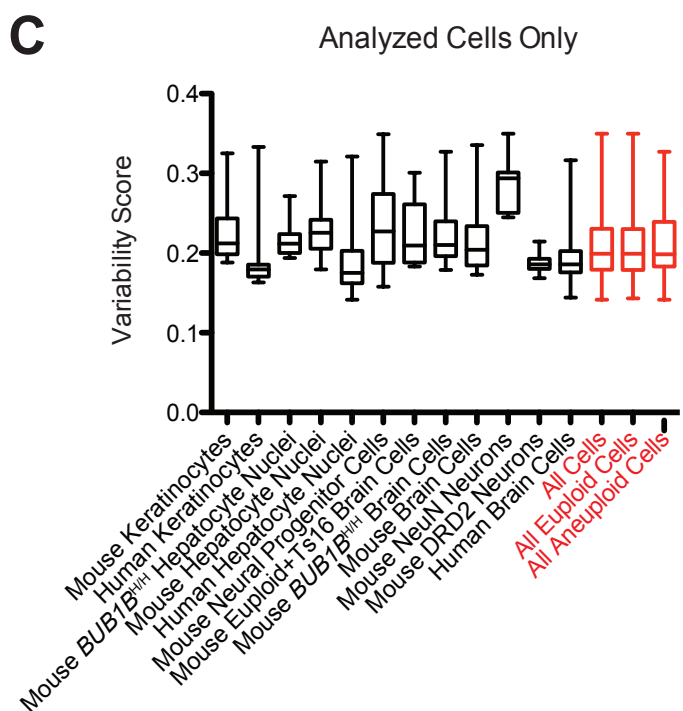 C
Analyzed Cells Only
Variability Score
0.4
0.3
0.2
0.1
0.0
Mouse Keratinocytes
Human Keratinocytes
Mouse BUB1B^H/H Hepatocyte Nuclei
Mouse Hepatocyte Nuclei
Human Hepatocyte Nuclei
Mouse Neural Progenitor Cells
Mouse Euploid+Ts16 Brain Cells
Mouse BUB1B^H/H Brain Cells
Mouse Brain Cells
Mouse NeuN Neurons
Mouse DRD2 Neurons
Human Brain Cells
All Cells
All Euploid Cells
All Aneuploid Cells